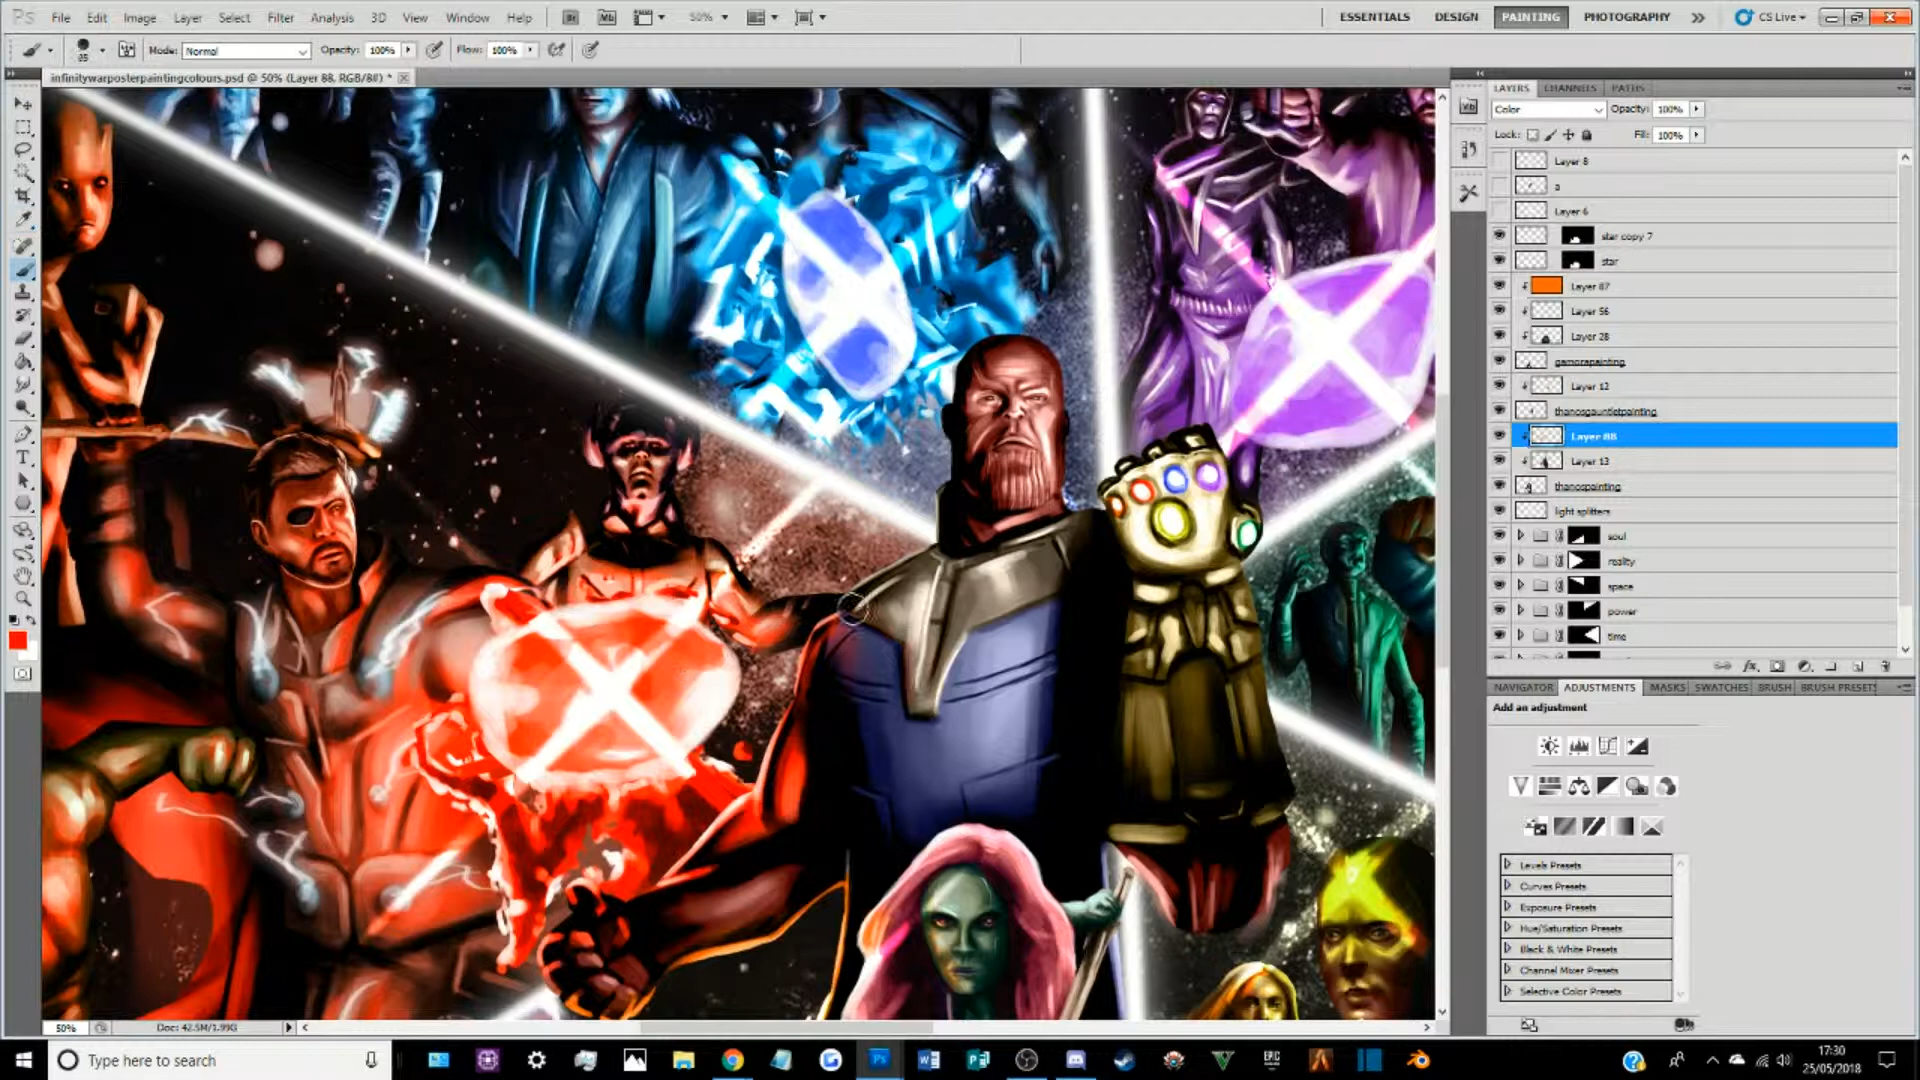 Ps File Edit Image Layer Select Filter Analysis 3D View Window Help Br Mb 50% ESSENTIALS DESIGN PAINTING PHOTOGRAPHY CS Live
Mode: Normal Opacity: 100% Flow: 100%
infinitywarposterpaintingcolours.psd @ 50% (Layer 88, RGB/8#) *
LAYERS CHANNELS PATHS
Color Opacity: 100%
Lock: Fill: 100%
Layer 8
a
Layer 6
star copy 7
star
Layer 87
Layer 56
Layer 28
gamorapainting
Layer 12
thanosgauntletpainting
Layer 88
Layer 13
thanospainting
light splitters
soul
reality
space
power
time
NAVIGATOR ADJUSTMENTS MASKS SWATCHES BRUSH BRUSH PRESETS
Add an adjustment
Levels Presets
Curves Presets
Exposure Presets
Hue/Saturation Presets
Black & White Presets
Channel Mixer Presets
Selective Color Presets
50% Doc: 42.5M/1.99G
Type here to search
17:30
25/05/2018